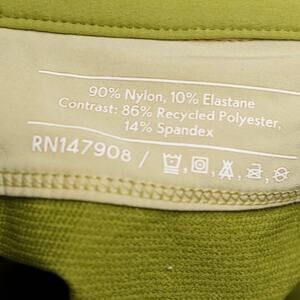 90% Nylon, 10% Elastane
Contrast: 86% Recycled Polyester,
14% Spandex
RN147908 /